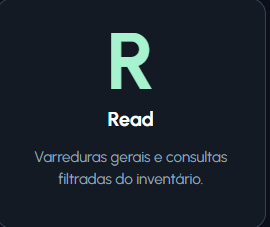 R
Read
Varreduras gerais e consultas
filtradas do inventário.